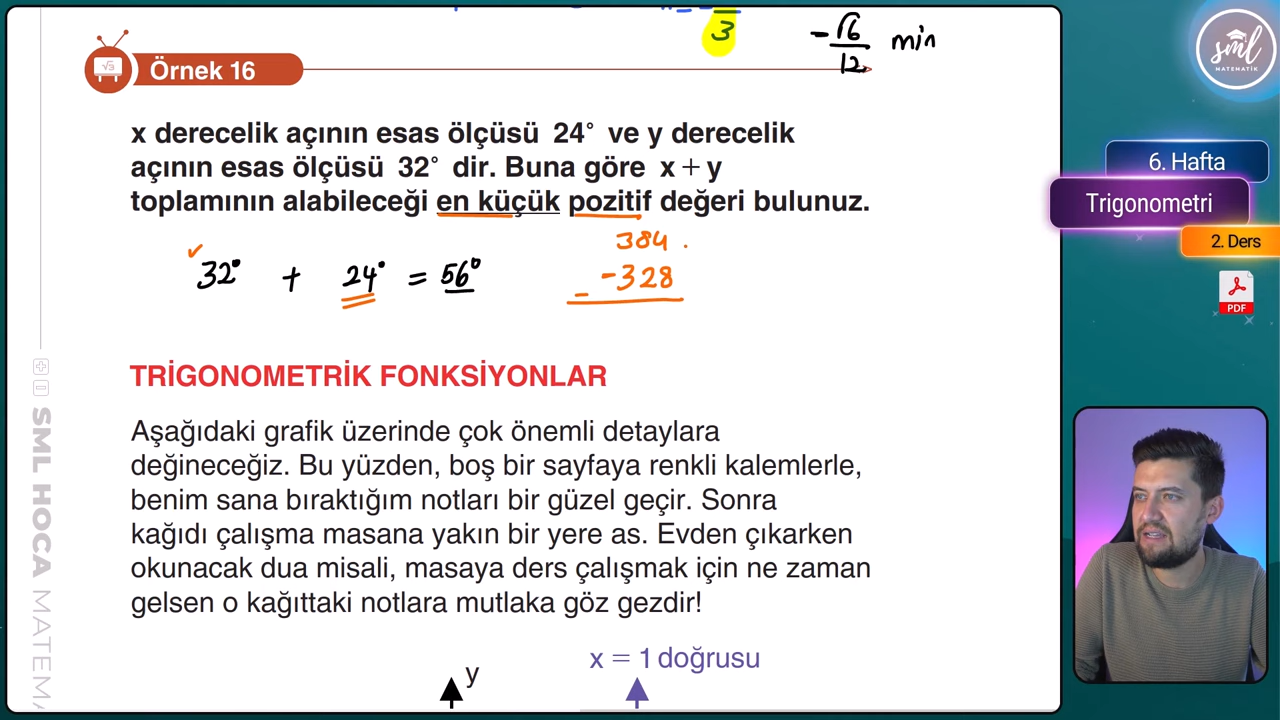 3
-16
12
min
√3
Örnek 16
x derecelik açının esas ölçüsü 24° ve y derecelik
açının esas ölçüsü 32° dir. Buna göre x + y
toplamının alabileceği en küçük pozitif değeri bulunuz.
384
32° + 24° = 56°
-328
TRİGONOMETRİK FONKSİYONLAR
Aşağıdaki grafik üzerinde çok önemli detaylara
değineceğiz. Bu yüzden, boş bir sayfaya renkli kalemlerle,
benim sana bıraktığım notları bir güzel geçir. Sonra
kağıdı çalışma masana yakın bir yere as. Evden çıkarken
okunacak dua misali, masaya ders çalışmak için ne zaman
gelsen o kağıttaki notlara mutlaka göz gezdir!
x = 1 doğrusu
y
SML HOCA MATEM
sml
MATEMATİK
6. Hafta
Trigonometri
2. Ders
PDF